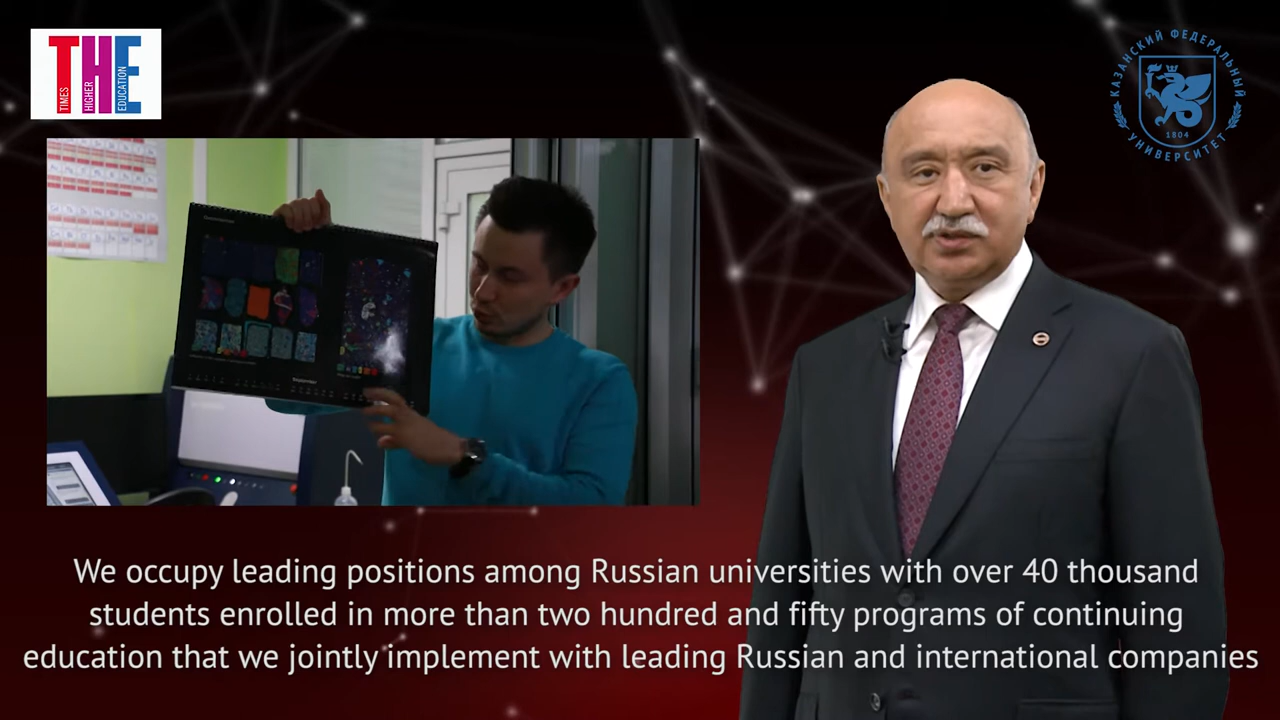 THE
TIMES
HIGHER
EDUCATION
КАЗАНСКИЙ ФЕДЕРАЛЬНЫЙ
УНИВЕРСИТЕТ
1804
We occupy leading positions among Russian universities with over 40 thousand
students enrolled in more than two hundred and fifty programs of continuing
education that we jointly implement with leading Russian and international companies